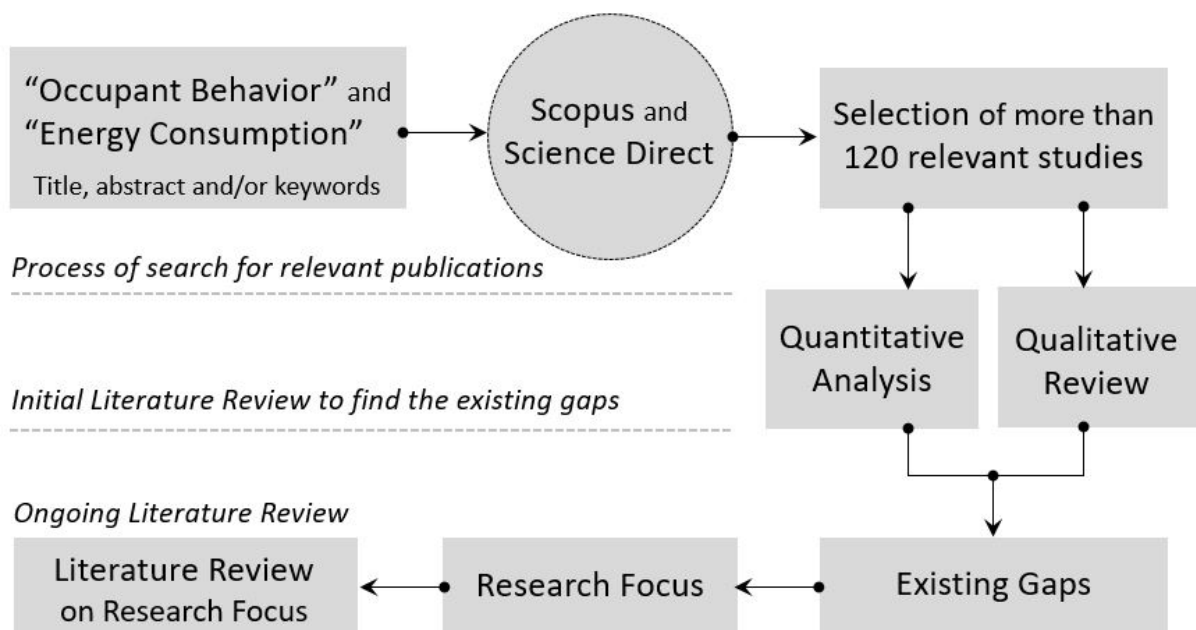 “Occupant Behavior” and
“Energy Consumption”
Title, abstract and/or keywords
Scopus and
Science Direct
Selection of more than
120 relevant studies
Process of search for relevant publications
Quantitative
Analysis
Qualitative
Review
Initial Literature Review to find the existing gaps
Ongoing Literature Review
Literature Review
on Research Focus
Research Focus
Existing Gaps